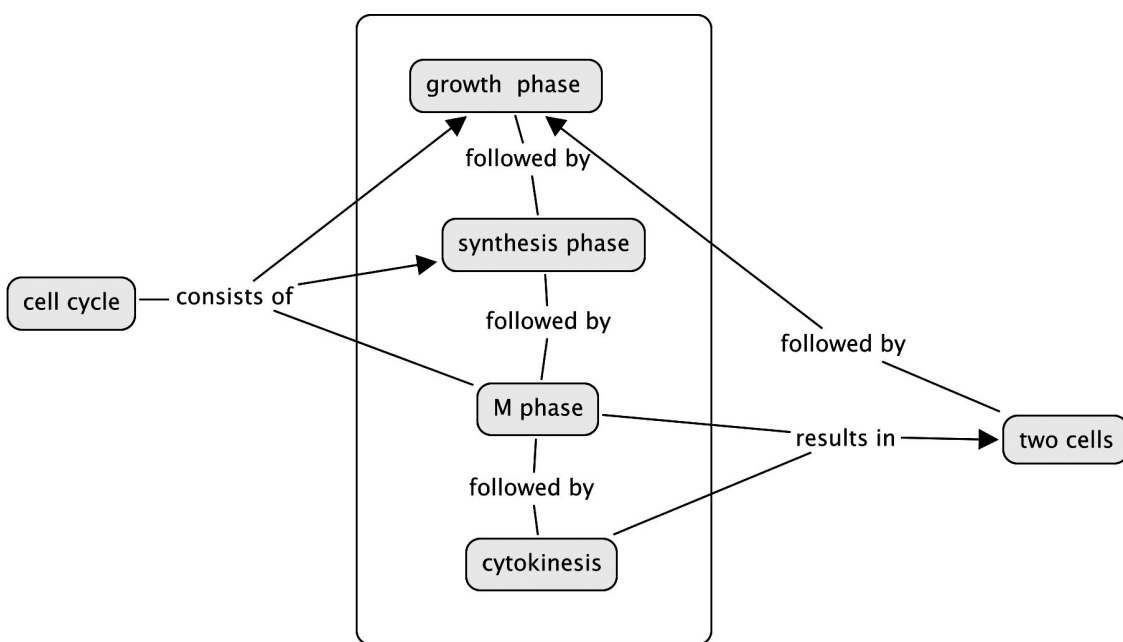 growth phase
followed by
synthesis phase
cell cycle
consists of
followed by
followed by
M phase
results in
two cells
followed by
cytokinesis